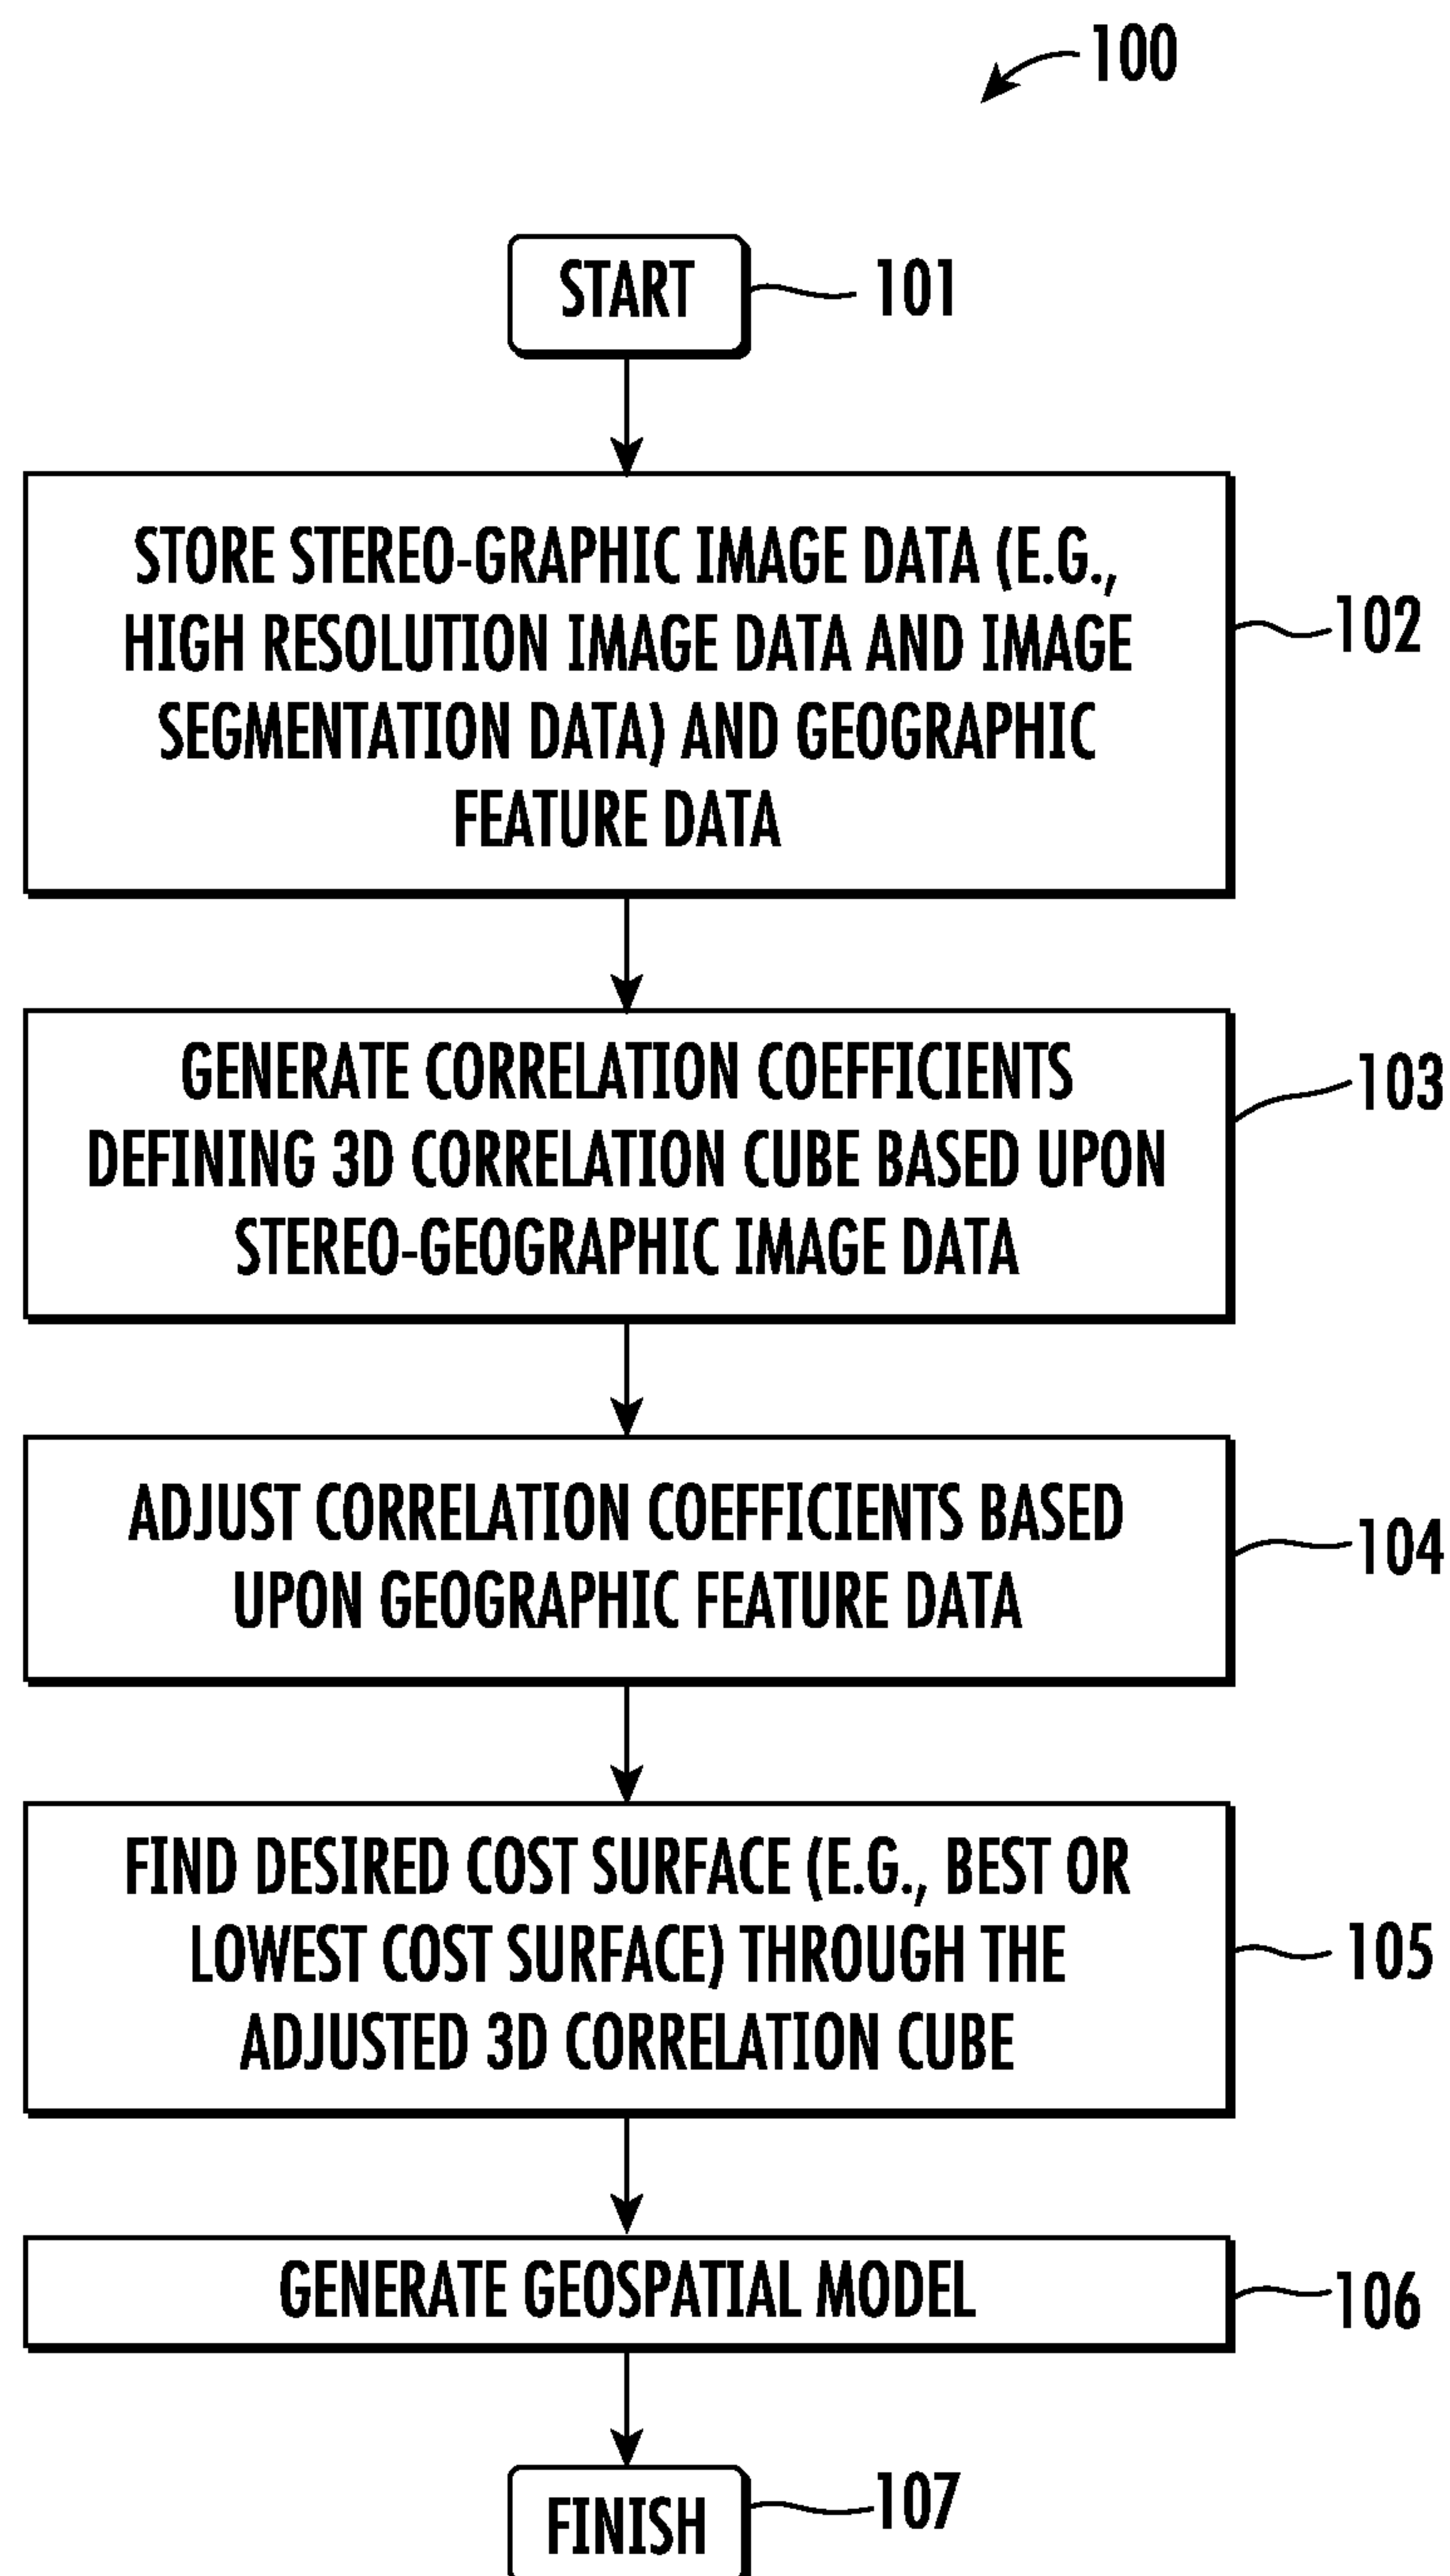 100
START
101
STORE STEREO-GRAPHIC IMAGE DATA (E.G.,
HIGH RESOLUTION IMAGE DATA AND IMAGE
SEGMENTATION DATA) AND GEOGRAPHIC
FEATURE DATA
102
GENERATE CORRELATION COEFFICIENTS
DEFINING 3D CORRELATION CUBE BASED UPON
STEREO-GEOGRAPHIC IMAGE DATA
103
ADJUST CORRELATION COEFFICIENTS BASED
UPON GEOGRAPHIC FEATURE DATA
104
FIND DESIRED COST SURFACE (E.G., BEST OR
LOWEST COST SURFACE) THROUGH THE
ADJUSTED 3D CORRELATION CUBE
105
GENERATE GEOSPATIAL MODEL
106
FINISH
107